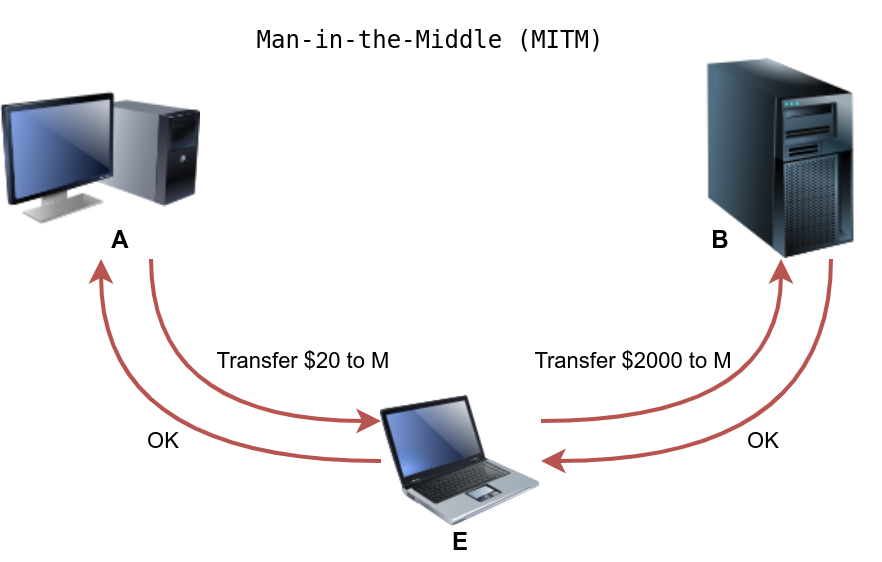 Man-in-the-Middle (MITM)
A
B
Transfer $20 to M
Transfer $2000 to M
OK
OK
E